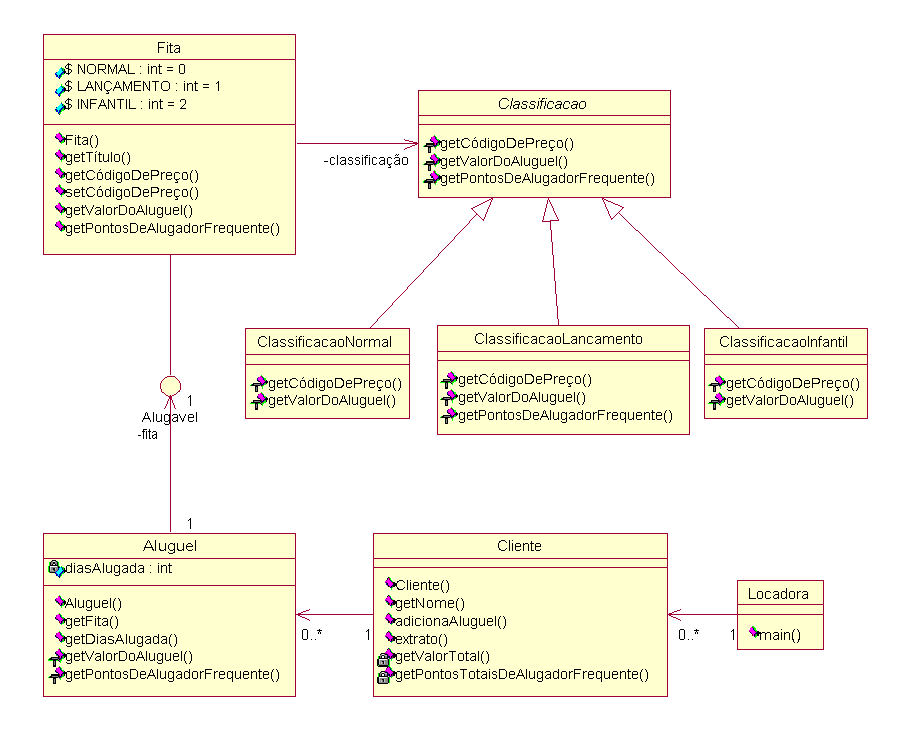 Fita
$ NORMAL : int = 0
$ LANÇAMENTO : int = 1
$ INFANTIL : int = 2
Fita()
getTítulo()
getCódigoDePreço()
setCódigoDePreço()
getValorDoAluguel()
getPontosDeAlugadorFrequente()
-classificação
Classificacao
getCódigoDePreço()
getValorDoAluguel()
getPontosDeAlugadorFrequente()
ClassificacaoNormal
getCódigoDePreço()
getValorDoAluguel()
ClassificacaoLancamento
getCódigoDePreço()
getValorDoAluguel()
getPontosDeAlugadorFrequente()
ClassificacaoInfantil
getCódigoDePreço()
getValorDoAluguel()
1
Alugavel
-fita
1
Aluguel
diasAlugada : int
Aluguel()
getFita()
getDiasAlugada()
getValorDoAluguel()
getPontosDeAlugadorFrequente()
0..*
1
Cliente
Cliente()
getNome()
adicionaAluguel()
extrato()
getValorTotal()
getPontosTotaisDeAlugadorFrequente()
0..*
1
Locadora
main()